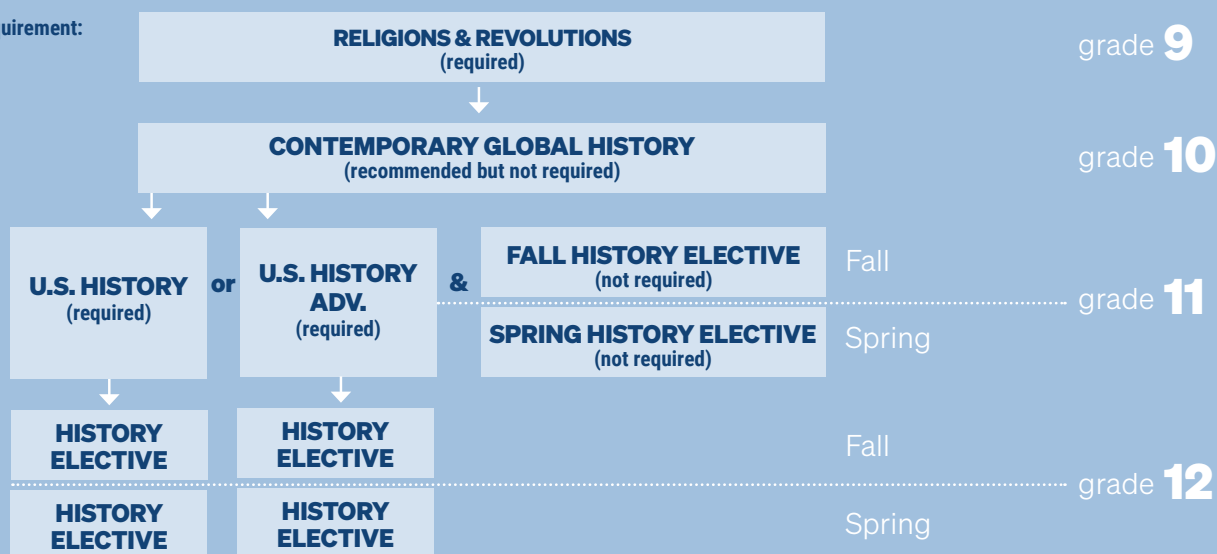 RELIGIONS & REVOLUTIONS
(required)
grade 9
CONTEMPORARY GLOBAL HISTORY
(recommended but not required)
grade 10
U.S. HISTORY
(required)
or
U.S. HISTORY
ADV.
(required)
&
FALL HISTORY ELECTIVE
(not required)
Fall
SPRING HISTORY ELECTIVE
(not required)
Spring
grade 11
HISTORY
ELECTIVE
HISTORY
ELECTIVE
Fall
grade 12
HISTORY
ELECTIVE
HISTORY
ELECTIVE
Spring